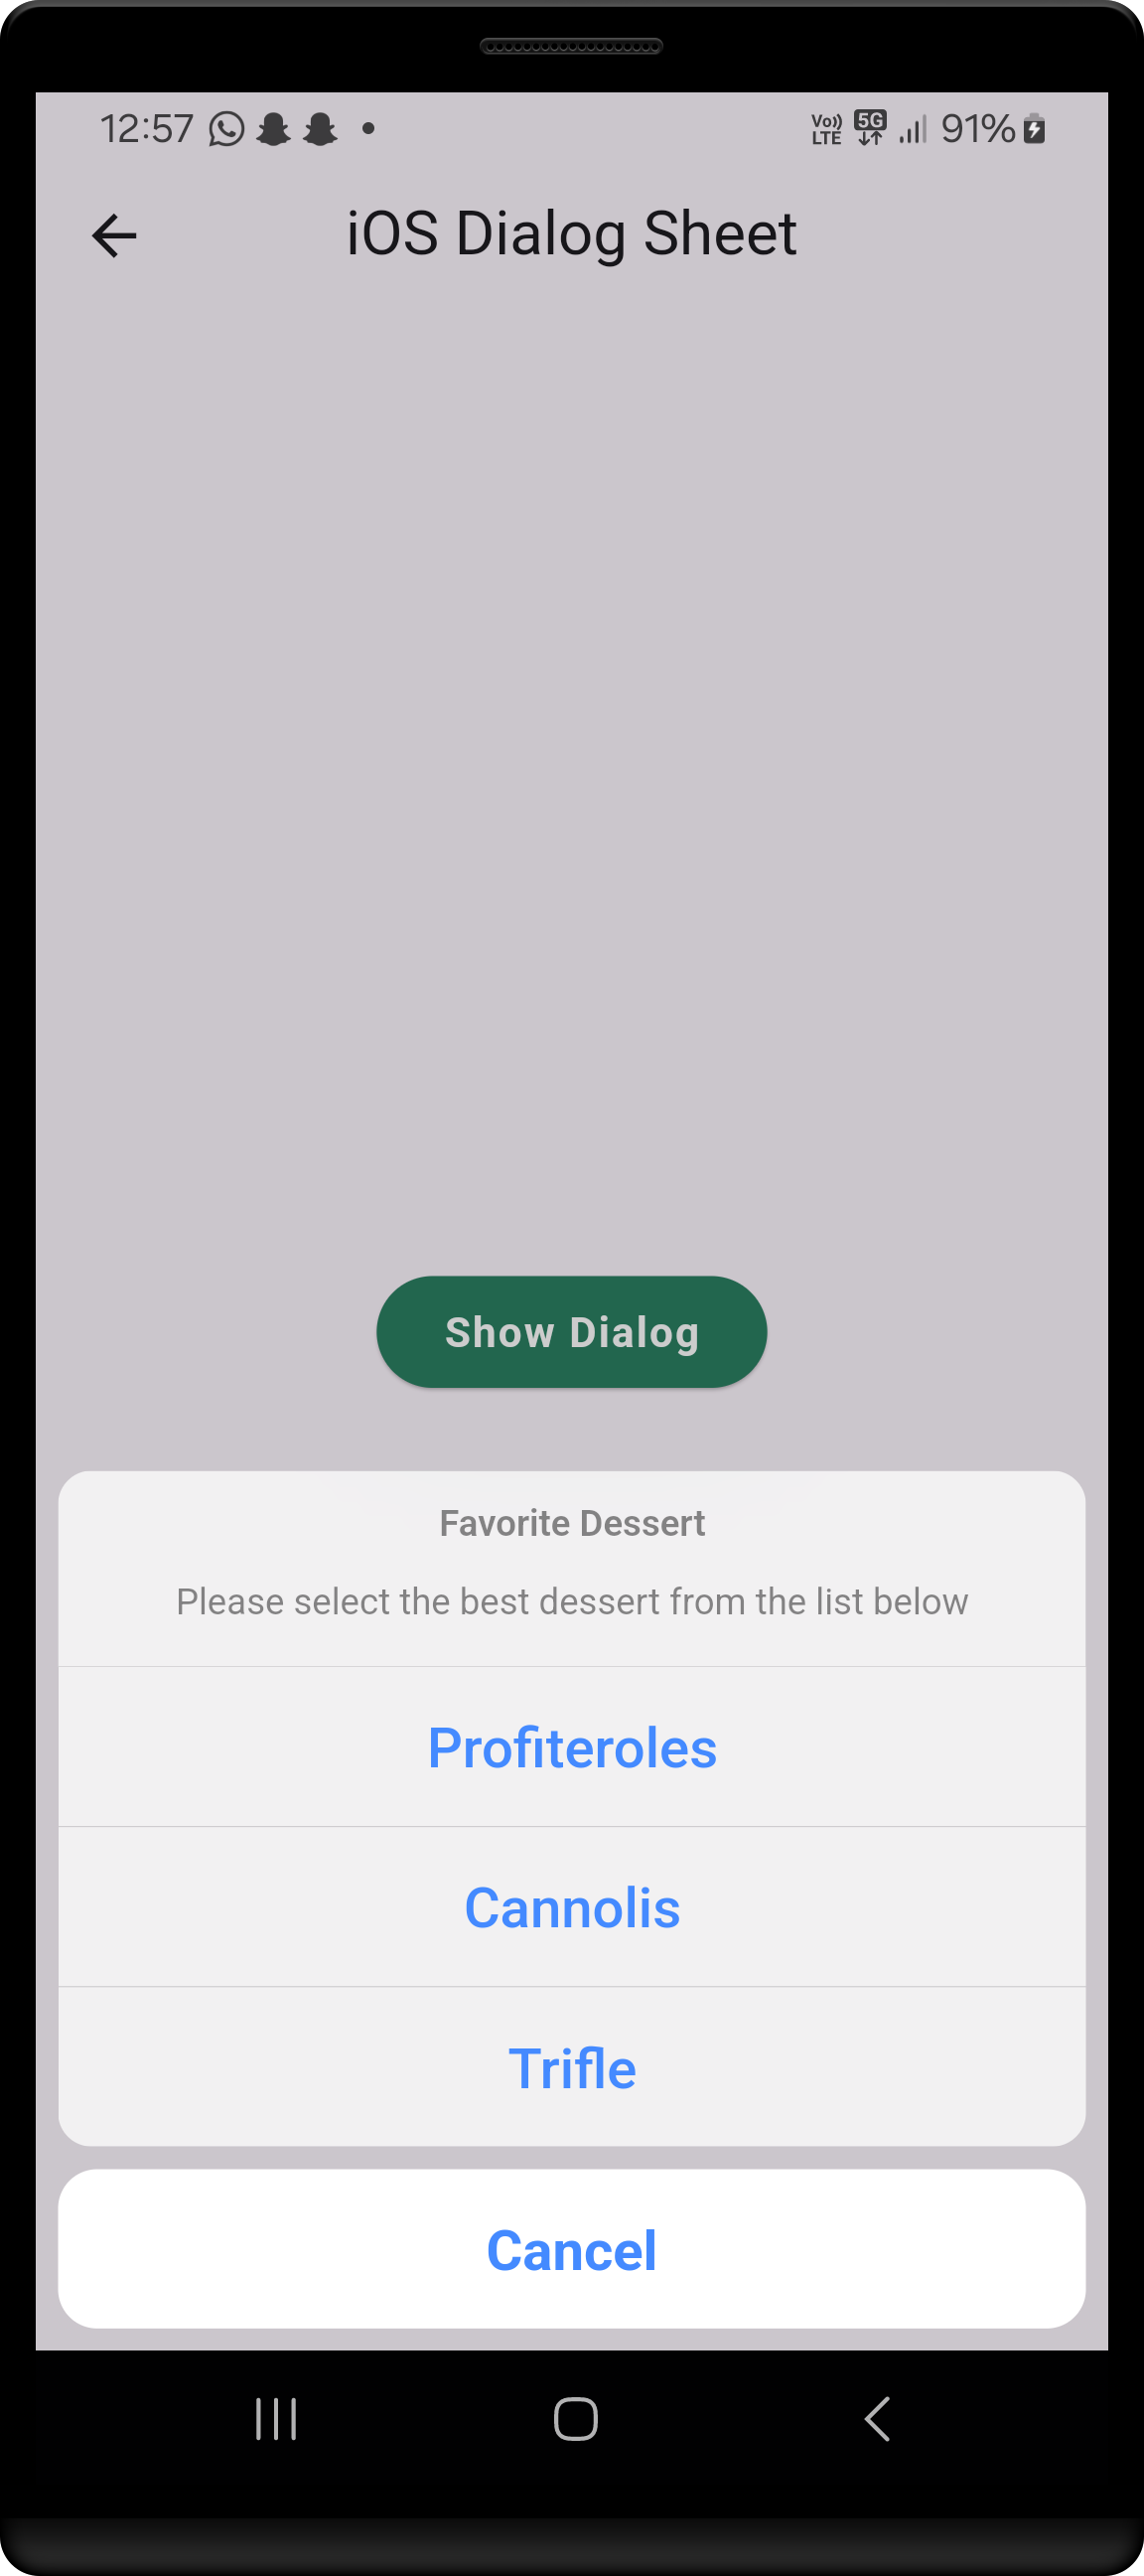 12:57 Vo)) LTE 5G 91%
iOS Dialog Sheet
Show Dialog
Favorite Dessert
Please select the best dessert from the list below
Profiteroles
Cannolis
Trifle
Cancel